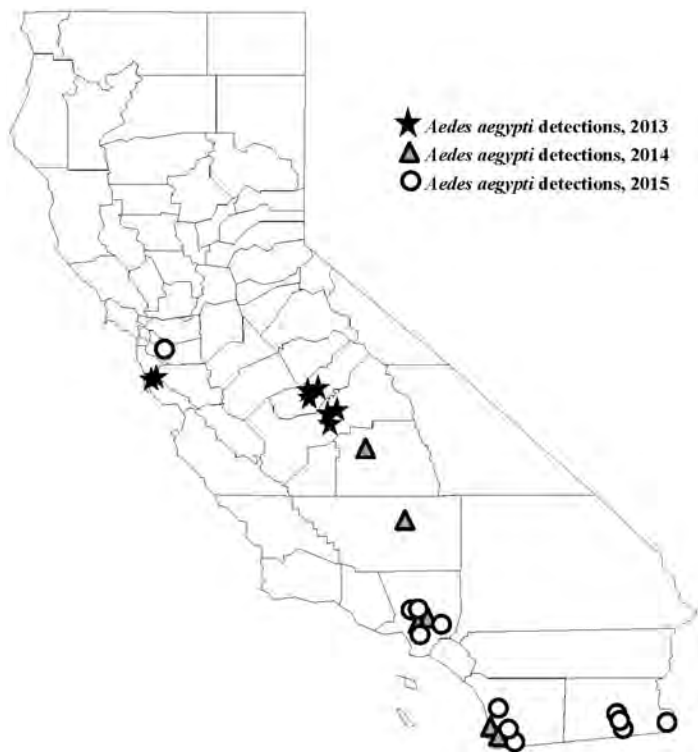 Aedes aegypti detections, 2013
Aedes aegypti detections, 2014
Aedes aegypti detections, 2015